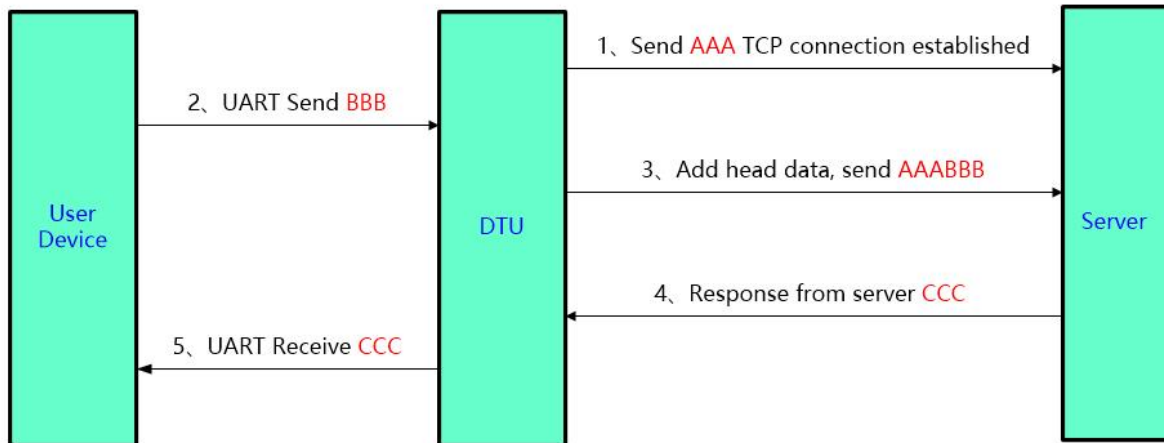 1、Send AAA TCP connection established
2、UART Send BBB
3、Add head data, send AAABBB
User
Device
DTU
Server
4、Response from server CCC
5、UART Receive CCC